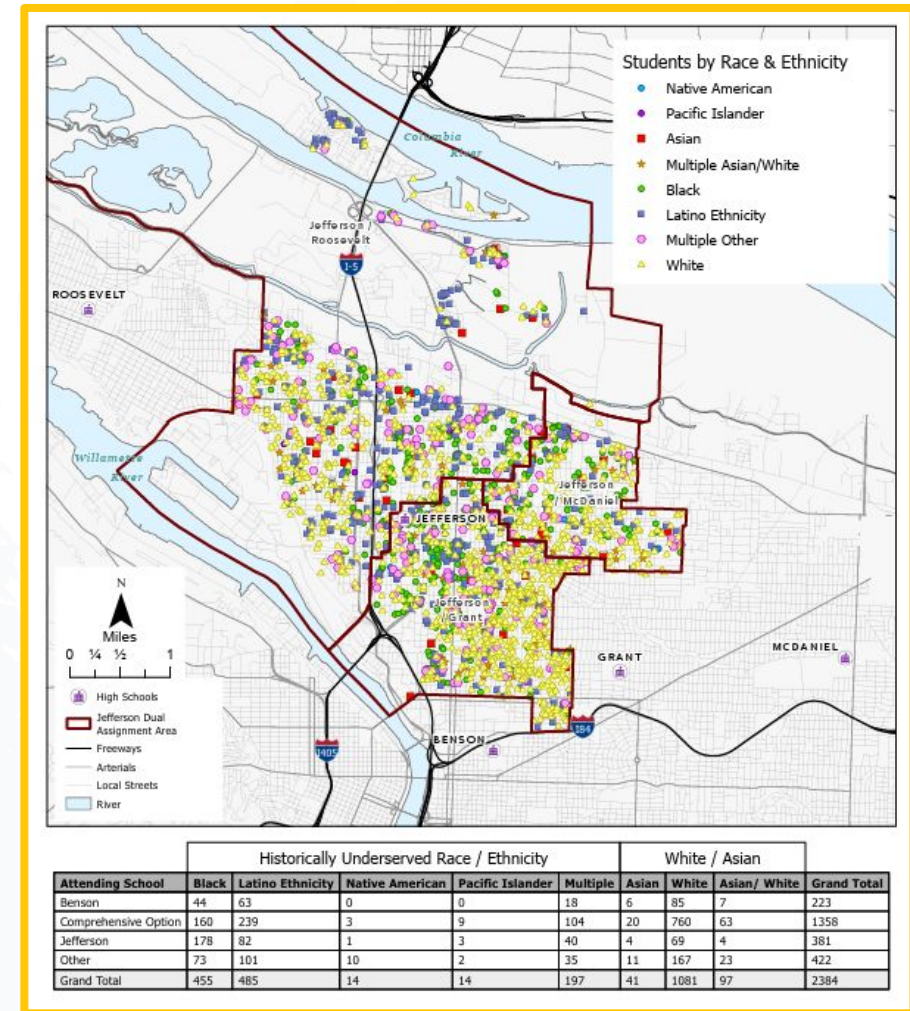 Students by Race & Ethnicity
Native American
Pacific Islander
Asian
Multiple Asian/White
Black
Latino Ethnicity
Multiple Other
White
Columbia
River
Jefferson /
Roosevelt
I-5
ROOSEVELT
Willamette
River
Jefferson
/ McDaniel
JEFFERSON
Jefferson
/ Grant
GRANT
MCDANIEL
BENSON
I84
I405
N
Miles
0 ¼ ½ 1
High Schools
Jefferson Dual
Assignment Area
Freeways
Arterials
Local Streets
River
Historically Underserved Race / Ethnicity White / Asian
Attending School Black Latino Ethnicity Native American Pacific Islander Multiple Asian White Asian/ White Grand Total
Benson 44 63 0 0 18 6 85 7 223
Comprehensive Option 160 239 3 9 104 20 760 63 1358
Jefferson 178 82 1 3 40 4 69 4 381
Other 73 101 10 2 35 11 167 23 422
Grand Total 455 485 14 14 197 41 1081 97 2384